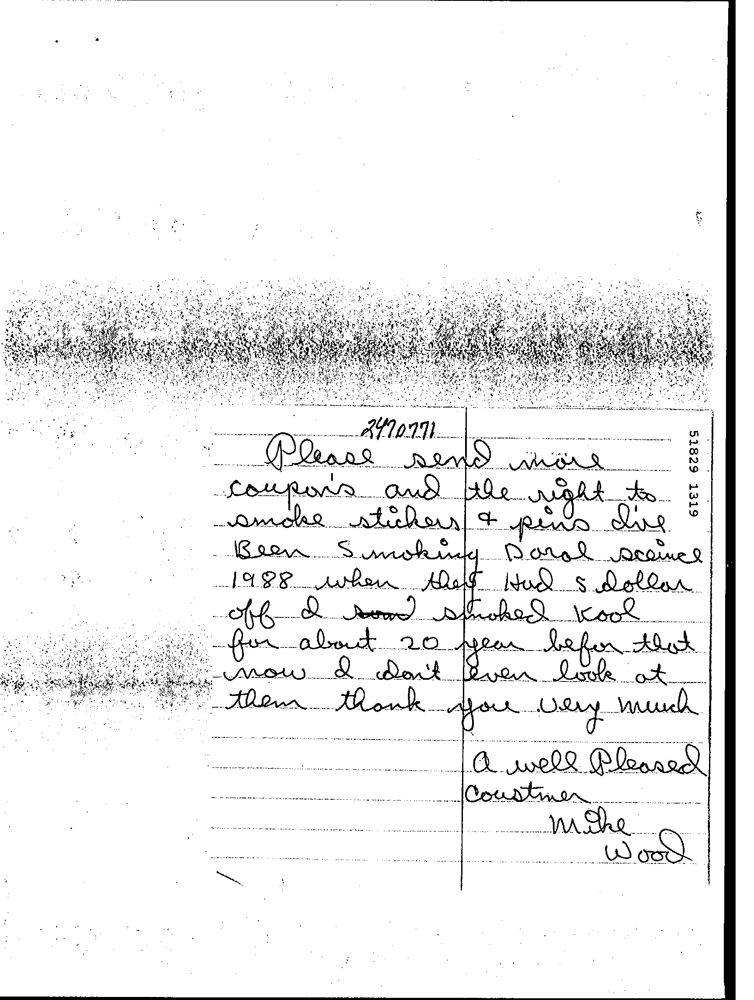 2470771
Please send more
coupon's and the right to
smoke stickers & pins I've
Been Smoking Doral sceince
1988 when they Had 5 dollar
off I smoked Kool
for about 20 year befor that
now I don't even look at
them thank you very much
a well Pleased
Coustmer
Mike
Wood
51829 1319